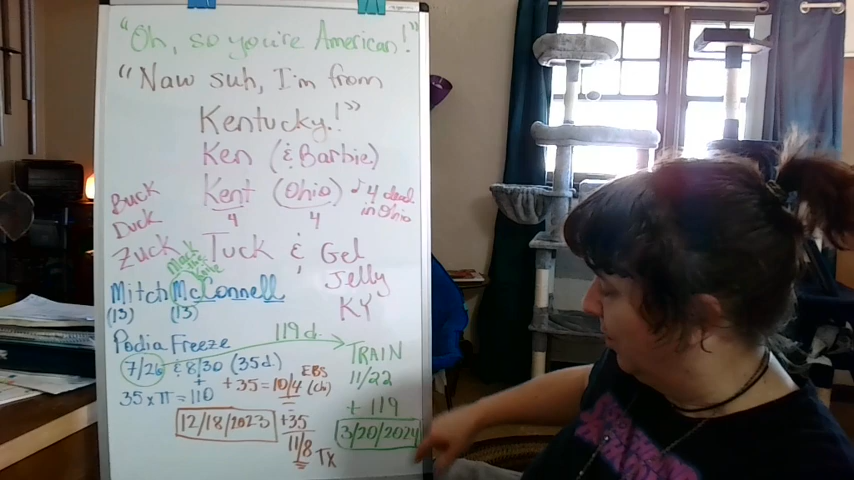 "Oh, so you're American!"
"Naw suh, I'm from
Kentucky!"
Ken (& Barbie)
Buck
Kent (Ohio) ♪ 4 dead
in Ohio
4 4
Duck
Zuck Tuck & Gel
Jelly
KY
Mitch McConnell
(13) (13)
Podia Freeze 119 d.
TRAIN
7/26 & 8/30 (35d) EBS
+ +35 = 10/4 (ch) 11/22
35 x π = 110 + 119
12/18/2023 +35 3/20/2024
11/8 TX